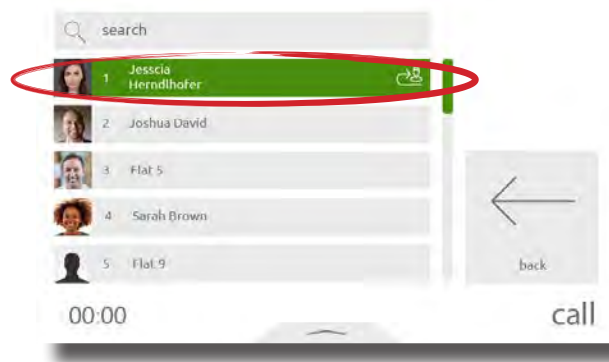 search
1 Jesscia
Herndlhofer
2 Joshua David
3 Flat 5
4 Sarah Brown
5 Flat 9
back
00:00 call